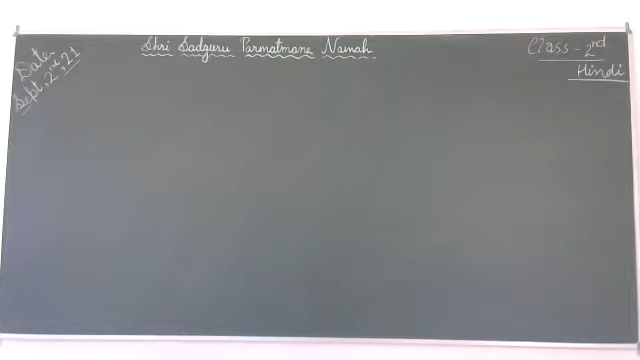 Date-
Sept, 2nd, 21
Shri Sadguru Parmatmane Namah
Class - 2nd
Hindi